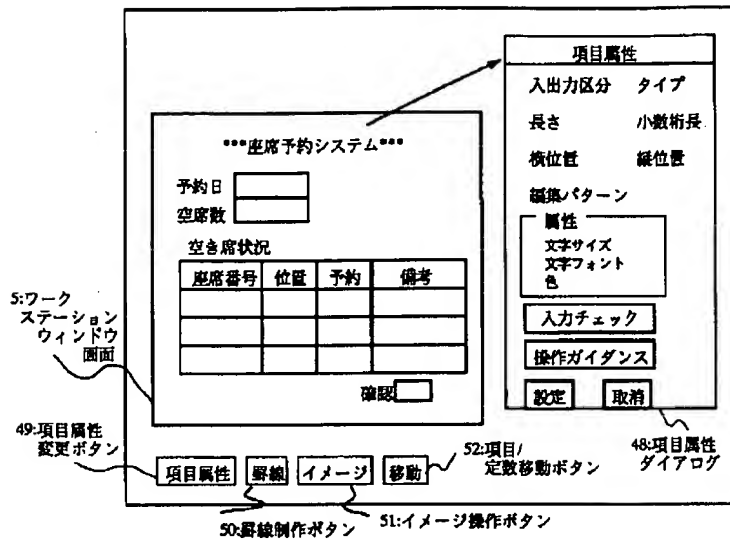 項目属性
入出力区分 タイプ
長さ 小数桁長
横位置 縦位置
編集パターン
属性
文字サイズ
文字フォント
色
入力チェック
操作ガイダンス
設定 取消
48:項目属性
ダイアログ
***座席予約システム***
予約日
空席数
空き席状況
座席番号 位置 予約 備考
確認
5:ワーク
ステーション
ウィンドウ
画面
49:項目属性
変更ボタン
項目属性 罫線 イメージ 移動
52:項目/
定数移動ボタン
50:罫線制作ボタン
51:イメージ操作ボタン